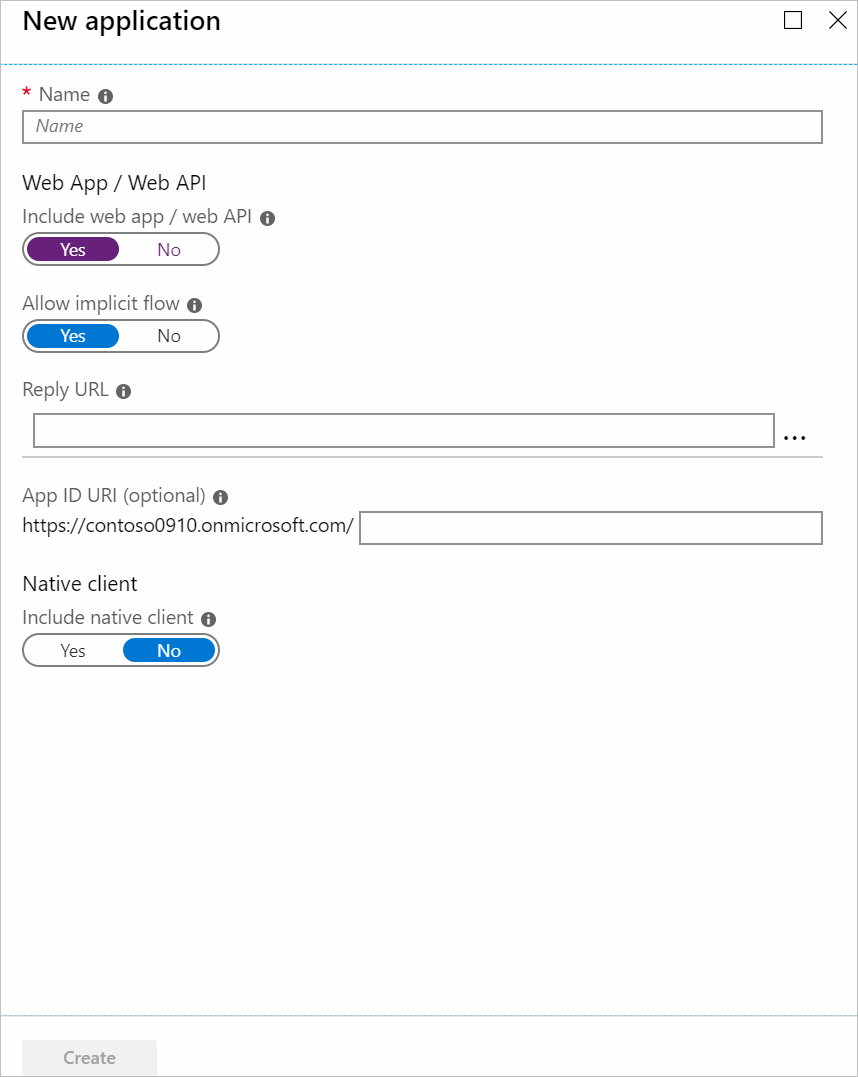 New application
* Name
Name
Web App / Web API
Include web app / web API
Yes No
Allow implicit flow
Yes No
Reply URL
...
App ID URI (optional)
https://contoso0910.onmicrosoft.com/
Native client
Include native client
Yes No
Create